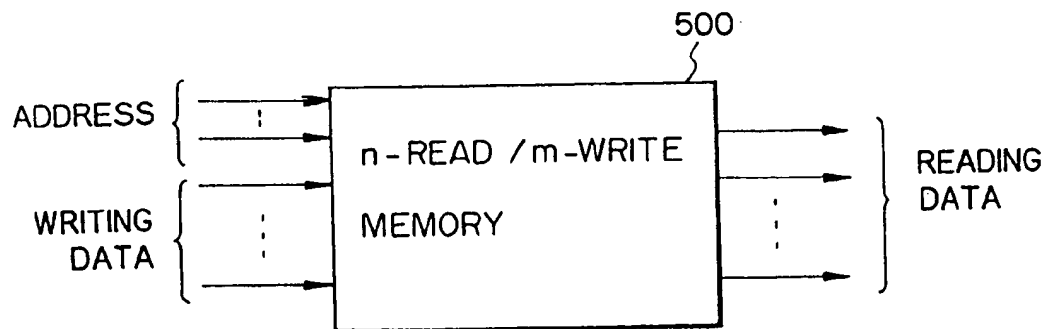 500
ADDRESS
n-READ/m-WRITE
MEMORY
WRITING
DATA
READING
DATA